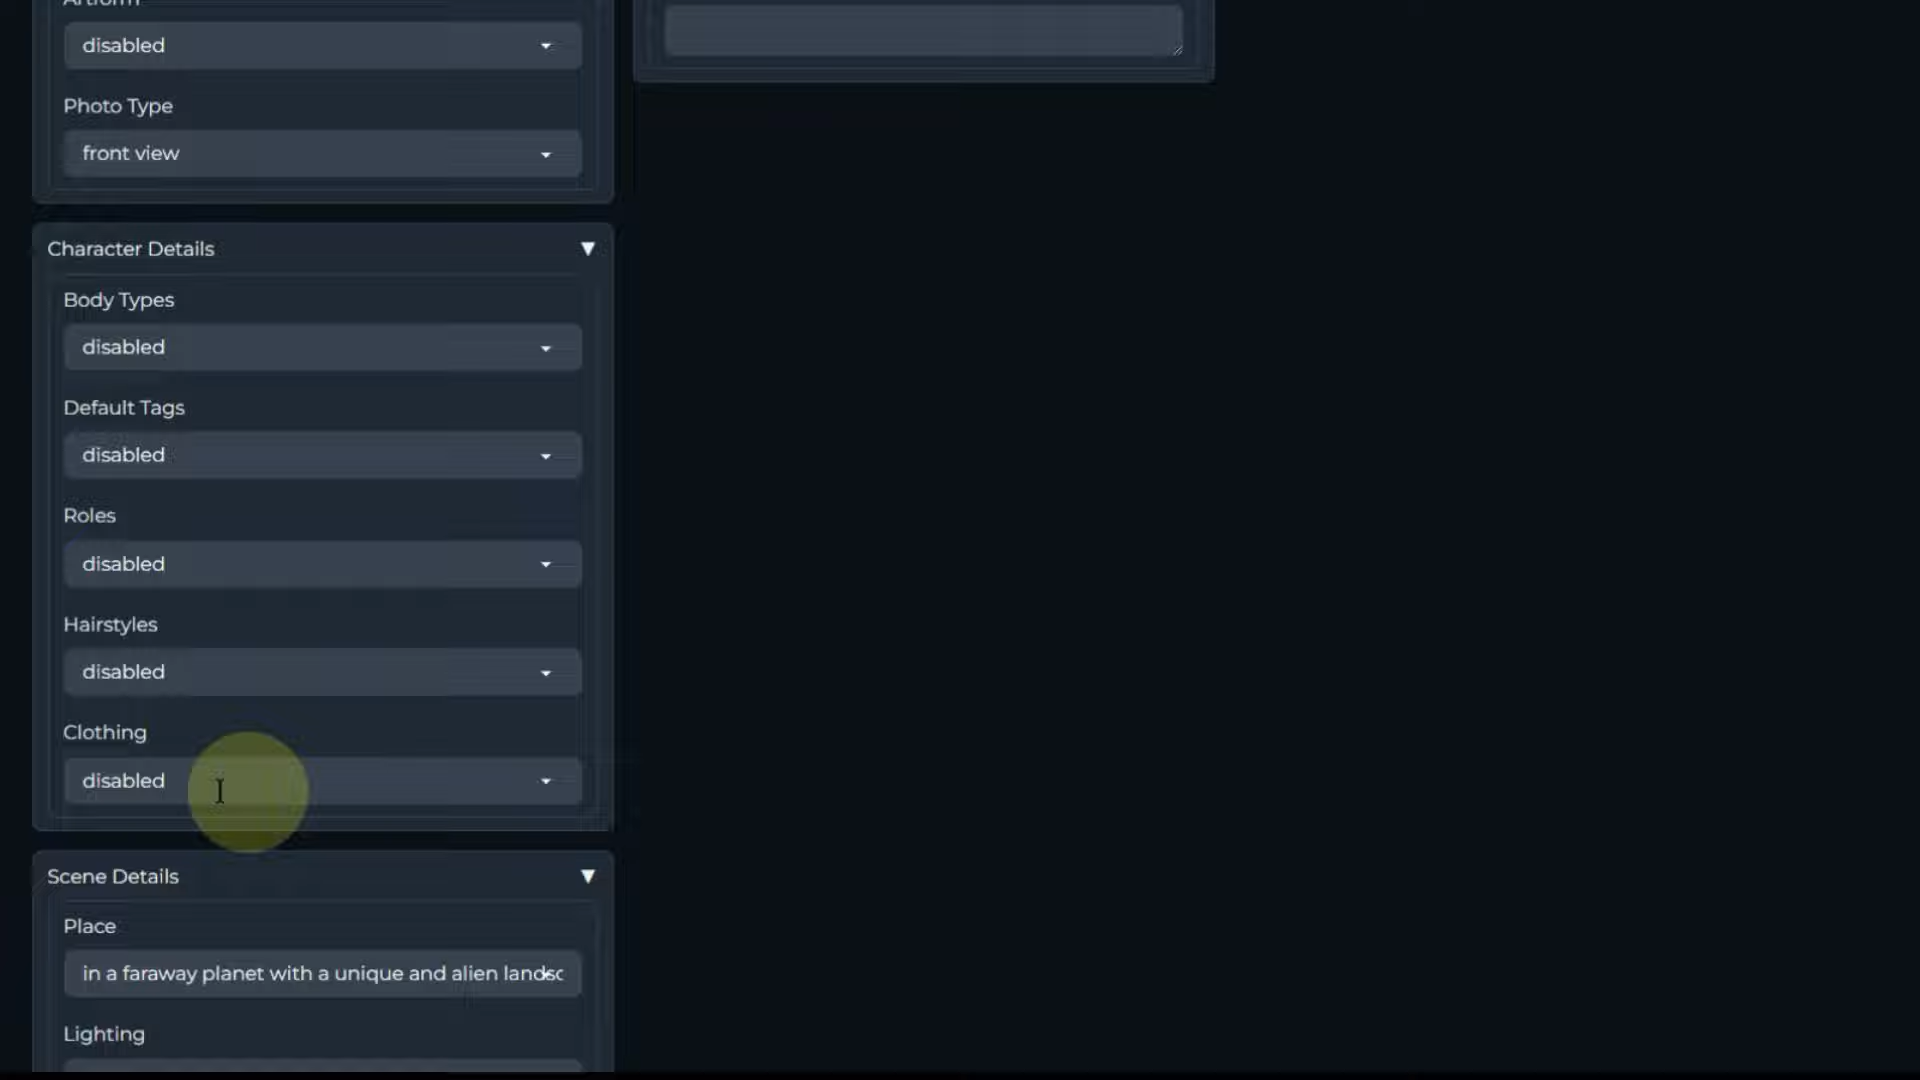 Artform
disabled
Photo Type
front view
Character Details
Body Types
disabled
Default Tags
disabled
Roles
disabled
Hairstyles
disabled
Clothing
disabled
Scene Details
Place
in a faraway planet with a unique and alien landsc
Lighting